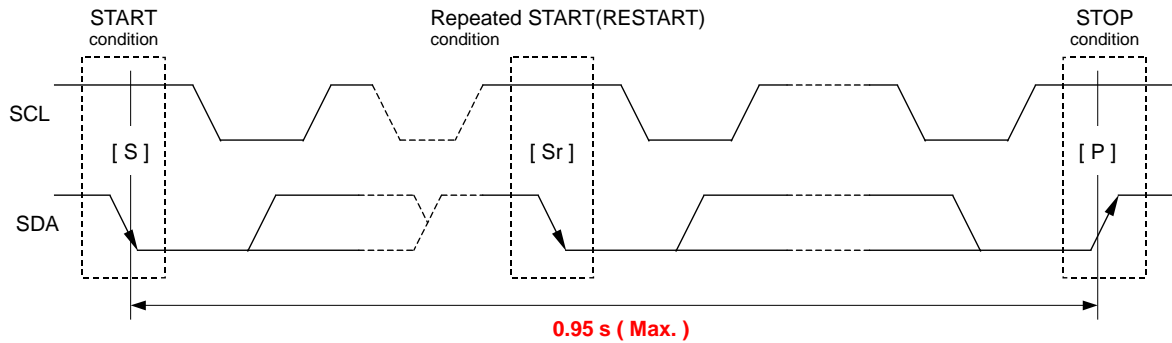 START
condition
Repeated START(RESTART)
condition
STOP
condition
SCL
[ S ]
[ Sr ]
[ P ]
SDA
0.95 s ( Max. )